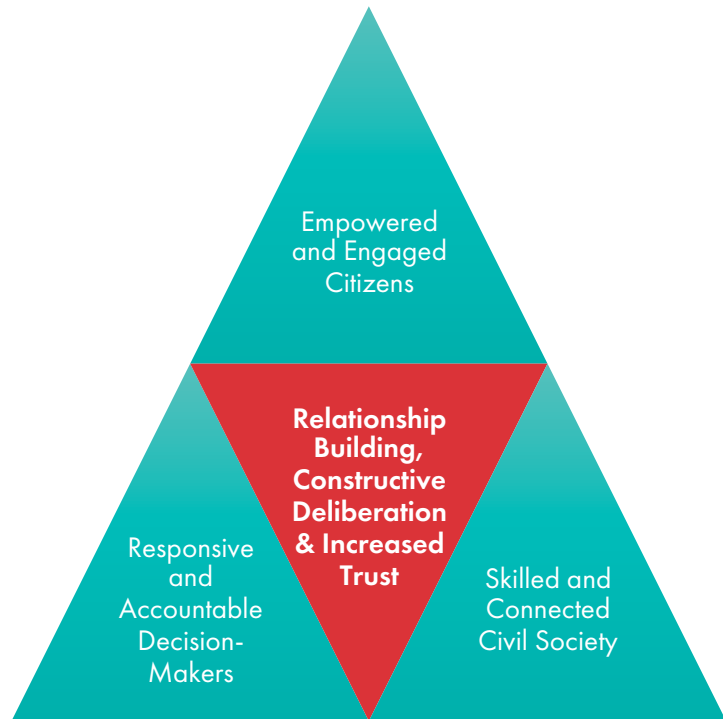 Empowered
and Engaged
Citizens
Relationship
Building,
Constructive
Deliberation
& Increased
Trust
Responsive
and
Accountable
Decision-
Makers
Skilled and
Connected
Civil Society